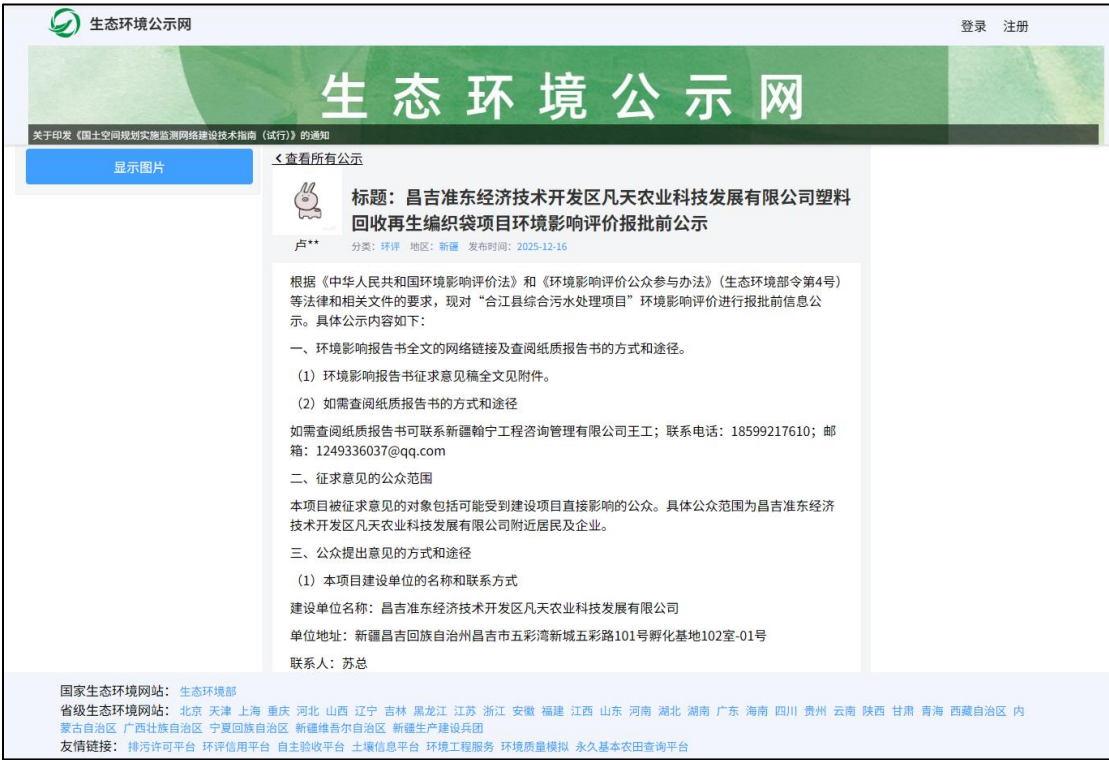 生态环境公示网
登录 注册
生态环境公示网
关于印发《国土空间规划实施监测网络建设技术指南（试行）》的通知
显示图片
查看所有公示
标题：昌吉准东经济技术开发区凡天农业科技发展有限公司塑料
回收再生编织袋项目环境影响评价报批前公示
卢** 分类：环评 地区：新疆 发布时间：2025-12-16
根据《中华人民共和国环境影响评价法》和《环境影响评价公众参与办法》（生态环境部令第4号）
等法律和相关文件的要求，现对“合江县综合污水处理项目”环境影响评价进行报批前信息公
示。具体公示内容如下：
一、环境影响报告书全文的网络链接及查阅纸质报告书的方式和途径。
（1）环境影响报告书征求意见稿全文见附件。
（2）如需查阅纸质报告书的方式和途径
如需查阅纸质报告书可联系新疆翰宁工程咨询管理有限公司王工；联系电话：18599217610；邮
箱：1249336037@qq.com
二、征求意见的公众范围
本项目被征求意见的对象包括可能受到建设项目直接影响的公众。具体公众范围为昌吉准东经济
技术开发区凡天农业科技发展有限公司附近居民及企业。
三、公众提出意见的方式和途径
（1）本项目建设单位的名称和联系方式
建设单位名称：昌吉准东经济技术开发区凡天农业科技发展有限公司
单位地址：新疆昌吉回族自治州昌吉市五彩湾新城五彩路101号孵化基地102室-01号
联系人：苏总
国家生态环境网站： 生态环境部
省级生态环境网站： 北京 天津 上海 重庆 河北 山西 辽宁 吉林 黑龙江 江苏 浙江 安徽 福建 江西 山东 河南 湖北 湖南 广东 海南 四川 贵州 云南 陕西 甘肃 青海 西藏自治区 内
蒙古自治区 广西壮族自治区 宁夏回族自治区 新疆维吾尔自治区 新疆生产建设兵团
友情链接： 排污许可平台 环评信用平台 自主验收平台 土壤信息平台 环境工程服务 环境质量模拟 永久基本农田查询平台